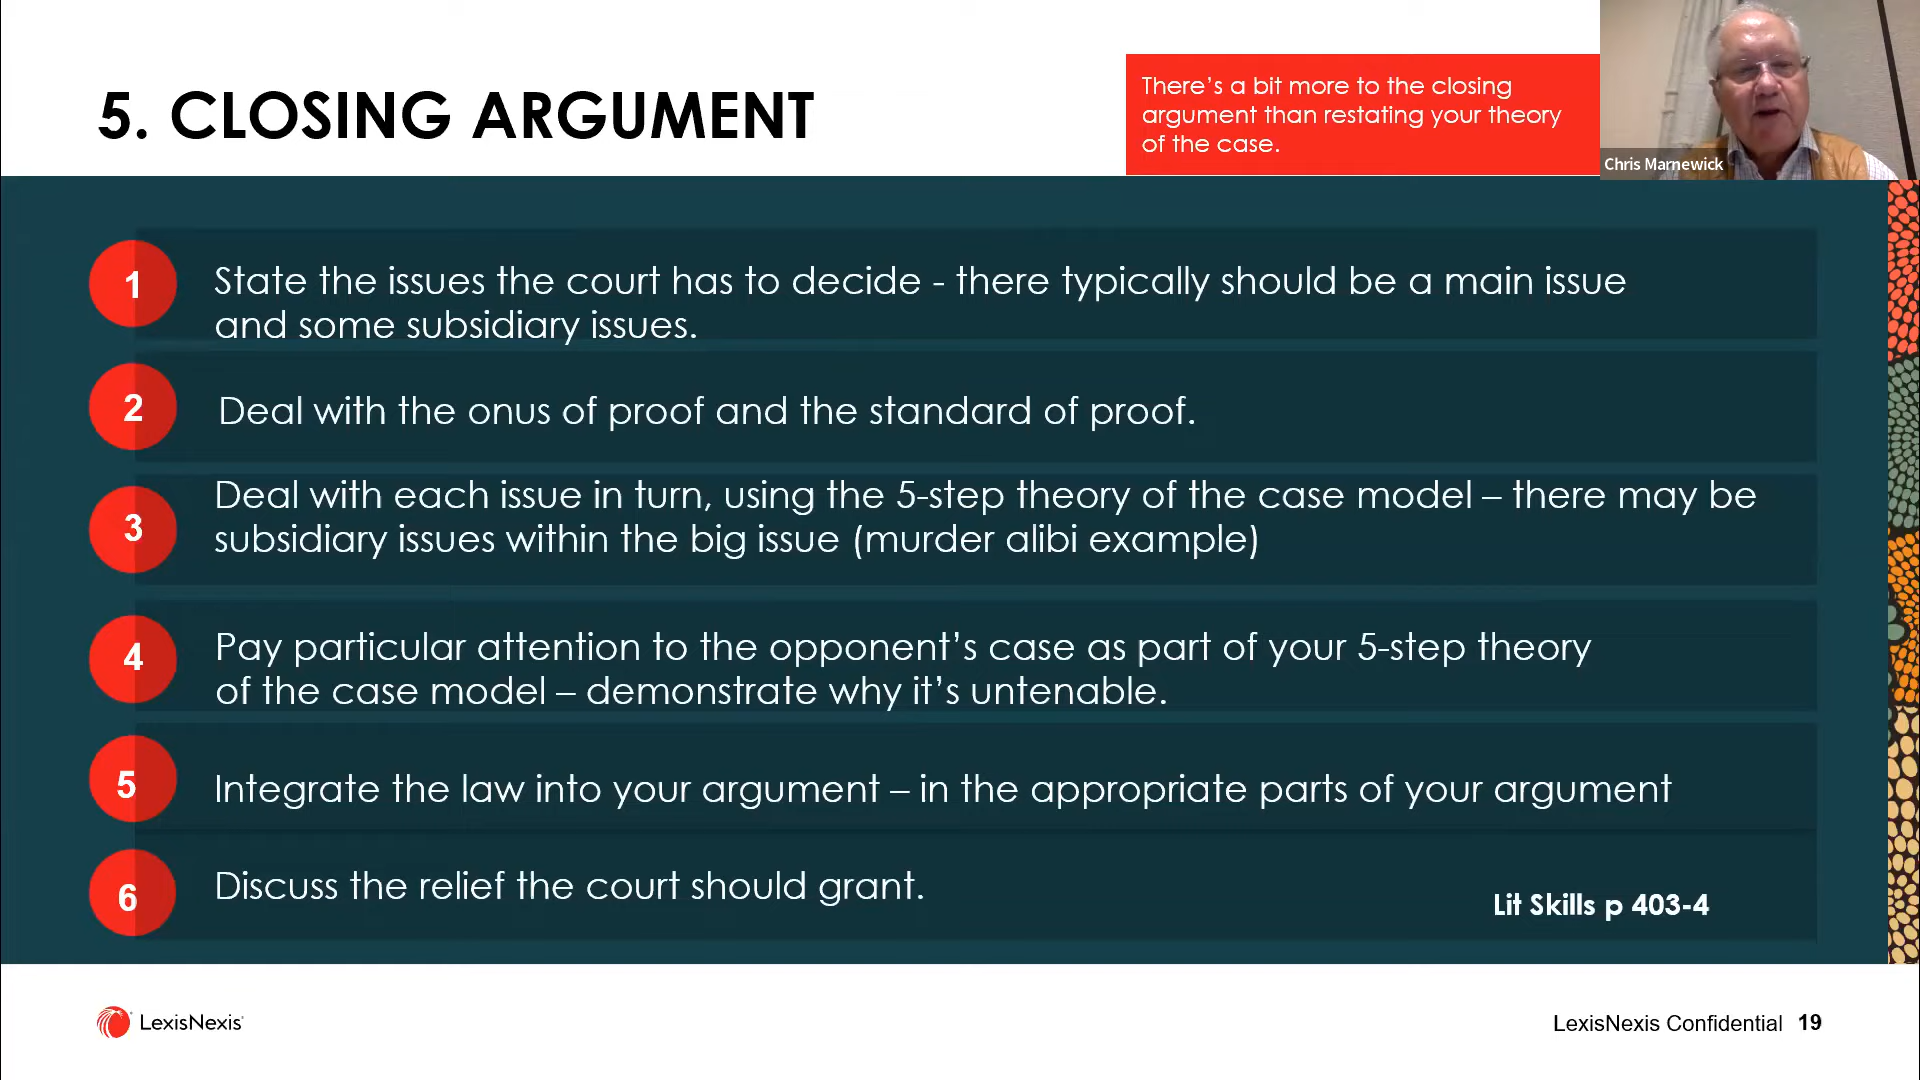 5. CLOSING ARGUMENT
There’s a bit more to the closing
argument than restating your theory
of the case.
Chris Marnewick
1
State the issues the court has to decide - there typically should be a main issue
and some subsidiary issues.
2
Deal with the onus of proof and the standard of proof.
3
Deal with each issue in turn, using the 5-step theory of the case model – there may be
subsidiary issues within the big issue (murder alibi example)
4
Pay particular attention to the opponent’s case as part of your 5-step theory
of the case model – demonstrate why it’s untenable.
5
Integrate the law into your argument – in the appropriate parts of your argument
6
Discuss the relief the court should grant.
Lit Skills p 403-4
LexisNexis
LexisNexis Confidential 19